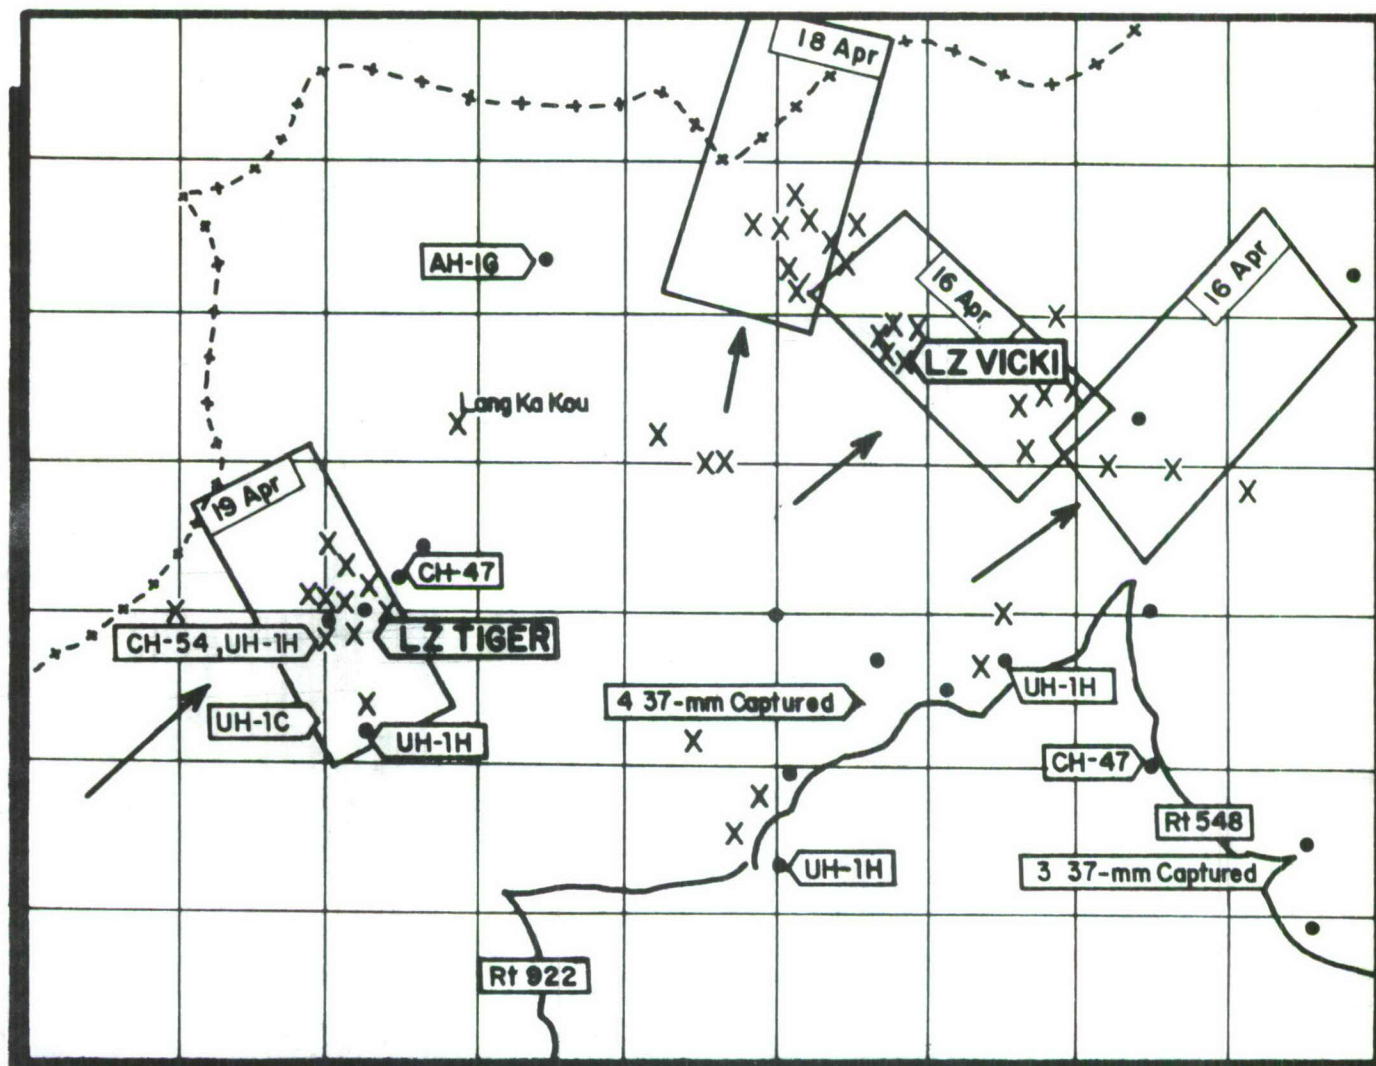 18 Apr
AH-1G
16 Apr
16 Apr
LZ VICKI
Lang Ka Kou
19 Apr
CH-47
CH-54, UH-1H
LZ TIGER
UH-1H
4 37-mm Captured
UH-1C
UH-1H
CH-47
Rt 548
UH-1H
3 37-mm Captured
Rt 922